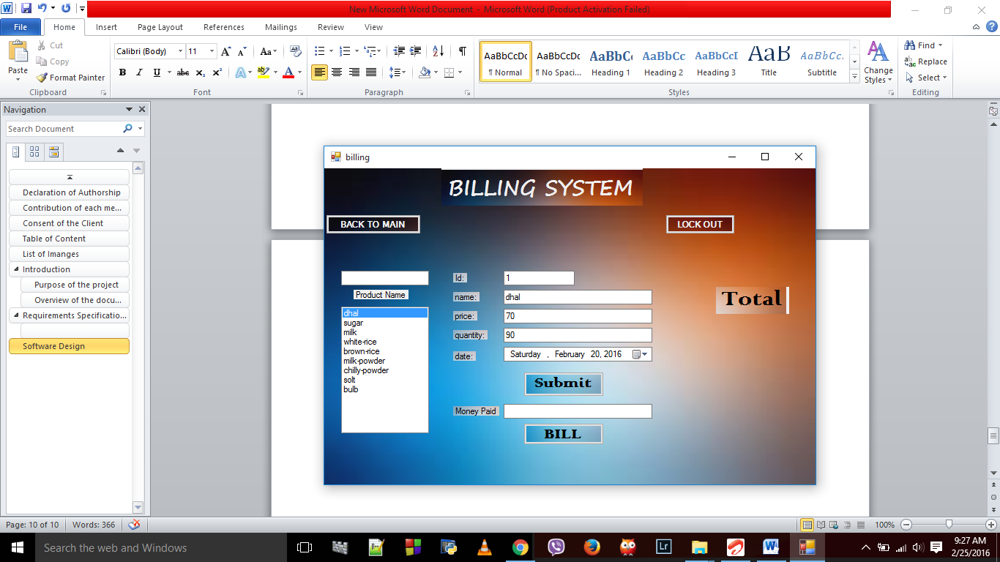 New Microsoft Word Document - Microsoft Word (Product Activation Failed)
File Home Insert Page Layout References Mailings Review View
Paste
Cut
Copy
Format Painter
Clipboard
Calibri (Body) 11
Font
Paragraph
AaBbCcDc AaBbCcDc AaBbCc AaBbCc AaBbCcI AaB AaBbCc.
¶ Normal ¶ No Spaci... Heading 1 Heading 2 Heading 3 Title Subtitle
Change Styles
Styles
Find
Replace
Select
Editing
Navigation
Search Document
Declaration of Authorship
Contribution of each me...
Consent of the Client
Table of Content
List of Imanges
Introduction
Purpose of the project
Overview of the docu...
Requirements Specificatio...
Software Design
billing
BILLING SYSTEM
BACK TO MAIN
LOCK OUT
Product Name
dhal
sugar
milk
white-rice
brown-rice
milk-powder
chilly-powder
solt
bulb
Id: 1
name: dhal
price: 70
quantity: 90
date: Saturday , February 20, 2016
Submit
Money Paid
BILL
Total
Page: 10 of 10 Words: 366
100%
Search the web and Windows
9:27 AM
2/25/2016